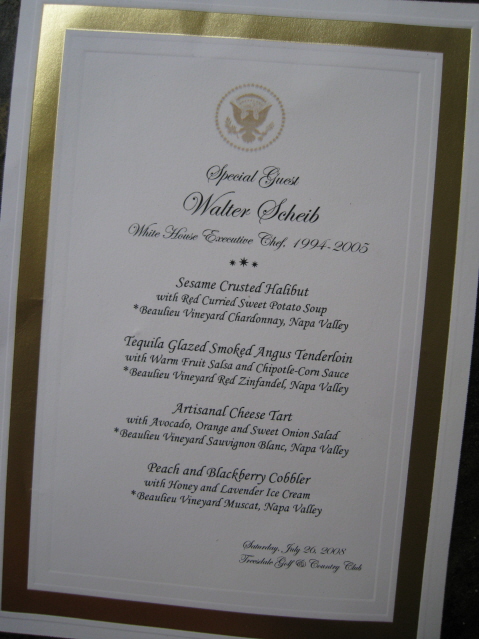 Special Guest
Walter Scheib
White House Executive Chef, 1994-2005
Sesame Crusted Halibut
with Red Curried Sweet Potato Soup
*Beaulieu Vineyard Chardonnay, Napa Valley
Tequila Glazed Smoked Angus Tenderloin
with Warm Fruit Salsa and Chipotle-Corn Sauce
*Beaulieu Vineyard Red Zinfandel, Napa Valley
Artisanal Cheese Tart
with Avocado, Orange and Sweet Onion Salad
*Beaulieu Vineyard Sauvignon Blanc, Napa Valley
Peach and Blackberry Cobbler
with Honey and Lavender Ice Cream
*Beaulieu Vineyard Muscat, Napa Valley
Saturday, July 26, 2008
Treesdale Golf & Country Club